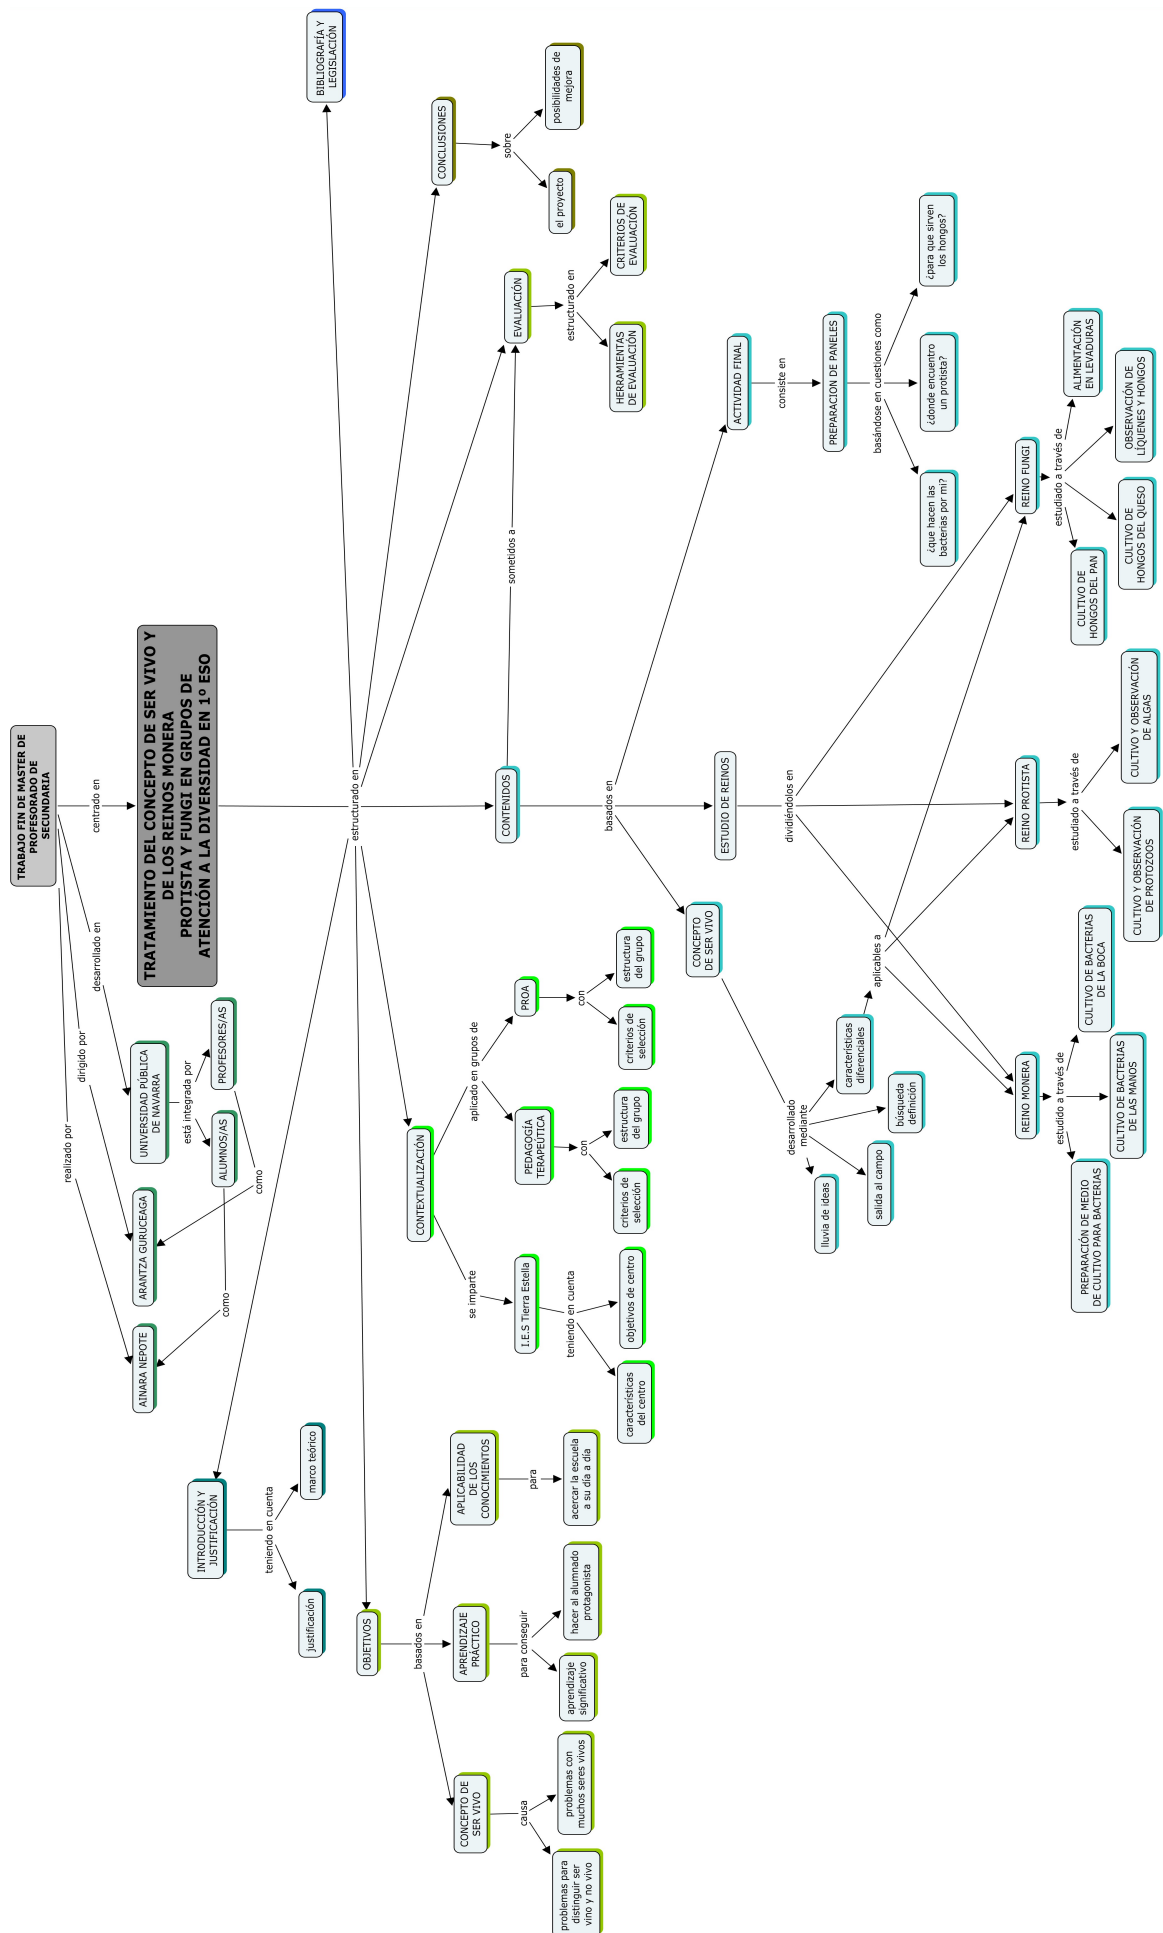 TRABAJO FIN DE MASTER DE
PROFESORADO DE
SECUNDARIA
realizado por
dirigido por
desarrollado en
centrado en
AINARA NEPOTE
ARANTZA GURUCEAGA
UNIVERSIDAD PÚBLICA
DE NAVARRA
está integrada por
ALUMNOS/AS
PROFESORES/AS
como
como
TRATAMIENTO DEL CONCEPTO DE SER VIVO Y
DE LOS REINOS MONERA
PROTISTA Y FUNGI EN GRUPOS DE
ATENCIÓN A LA DIVERSIDAD EN 1º ESO
estructurado en
INTRODUCCIÓN Y
JUSTIFICACIÓN
teniendo en cuenta
justificación
marco teórico
OBJETIVOS
basados en
CONCEPTO DE
SER VIVO
causa
problemas para
distinguir ser
vino y no vivo
problemas con
muchos seres vivos
APRENDIZAJE
PRÁCTICO
para conseguir
aprendizaje
significativo
hacer al alumnado
protagonista
APLICABILIDAD
DE LOS
CONOCIMIENTOS
para
acercar la escuela
a su día a día
CONTEXTUALIZACIÓN
se imparte
I.E.S Tierra Estella
teniendo en cuenta
características
del centro
objetivos de centro
aplicado en grupos de
PEDAGOGÍA
TERAPEÚTICA
con
criterios de
selección
estructura
del grupo
PROA
con
criterios de
selección
estructura
del grupo
CONTENIDOS
sometidos a
basados en
CONCEPTO
DE SER VIVO
desarrollado
mediante
lluvia de ideas
salida al campo
búsqueda
definición
características
diferenciales
aplicables a
ESTUDIO DE REINOS
dividiéndolos en
REINO MONERA
estudido a través de
PREPARACIÓN DE MEDIO
DE CULTIVO PARA BACTERIAS
CULTIVO DE BACTERIAS
DE LAS MANOS
CULTIVO DE BACTERIAS
DE LA BOCA
REINO PROTISTA
estudiado a través de
CULTIVO Y OBSERVACIÓN
DE PROTOZOOS
CULTIVO Y OBSERVACIÓN
DE ALGAS
REINO FUNGI
estudiado a través de
CULTIVO DE
HONGOS DEL PAN
CULTIVO DE
HONGOS DEL QUESO
OBSERVACIÓN DE
LÍQUENES Y HONGOS
ALIMENTACIÓN
EN LEVADURAS
ACTIVIDAD FINAL
consiste en
PREPARACION DE PANELES
basándose en cuestiones como
¿que hacen las
bacterias por mi?
¿donde encuentro
un protista?
¿para que sirven
los hongos?
EVALUACIÓN
estructurado en
HERRAMIENTAS
DE EVALUACIÓN
CRITERIOS DE
EVALUACIÓN
CONCLUSIONES
sobre
el proyecto
posibilidades de
mejora
BIBLIOGRAFÍA Y
LEGISLACIÓN